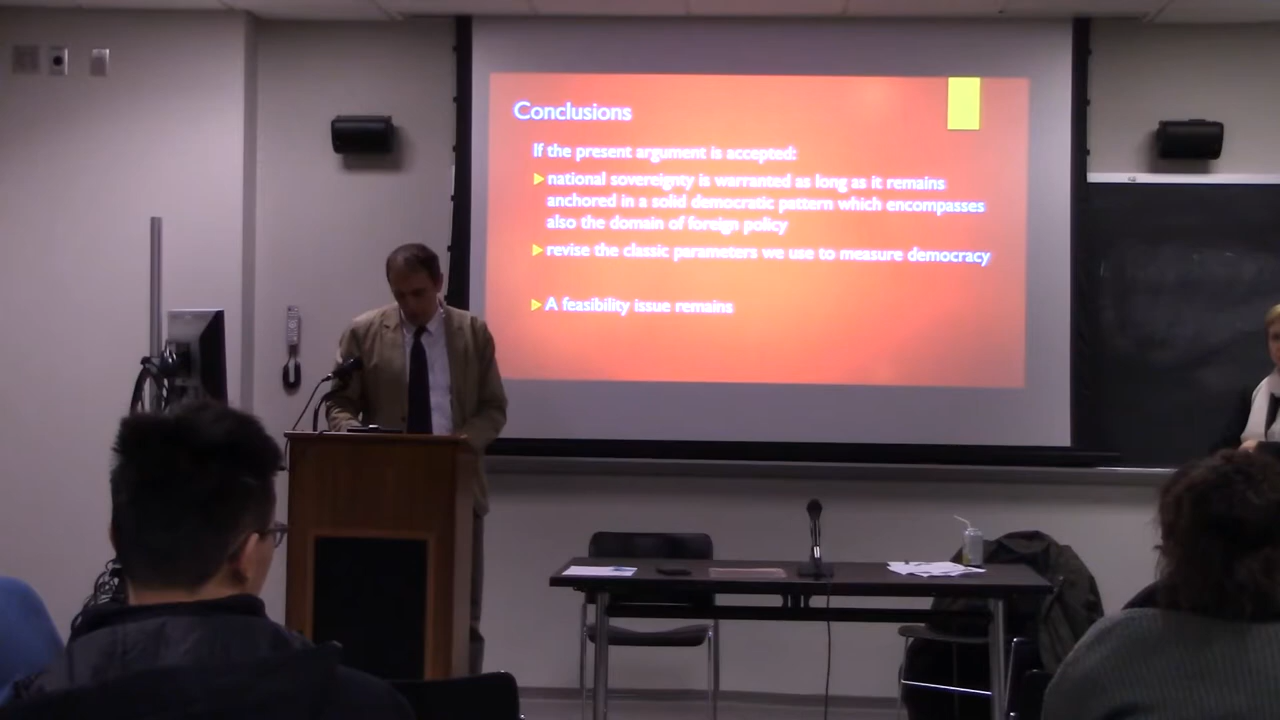 Conclusions
If the present argument is accepted:
national sovereignty is warranted as long as it remains
anchored in a solid democratic pattern which encompasses
also the domain of foreign policy
revise the classic parameters we use to measure democracy
A feasibility issue remains